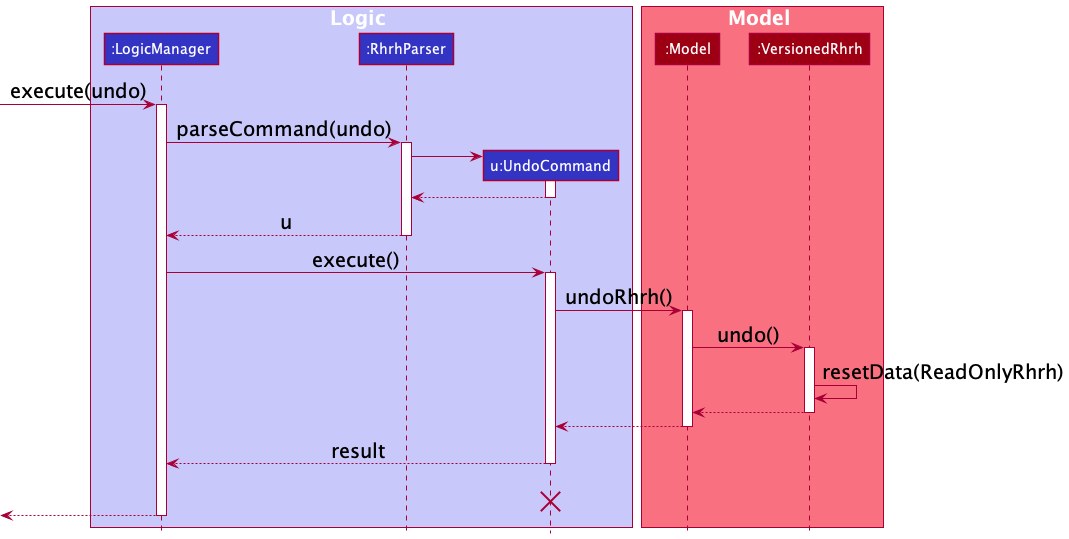 Logic
Model
:LogicManager
:RhrhParser
:Model
:VersionedRhrh
execute(undo)
parseCommand(undo)
u:UndoCommand
u
execute()
undoRhrh()
undo()
resetData(ReadOnlyRhrh)
result